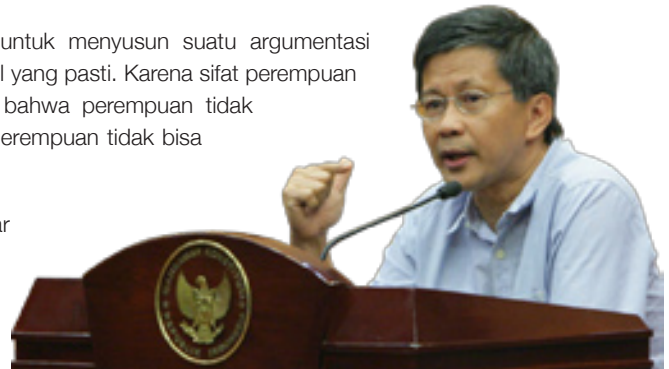 untuk menyusun suatu argumentasi
l yang pasti. Karena sifat perempuan
bahwa perempuan tidak
erempuan tidak bisa
ar